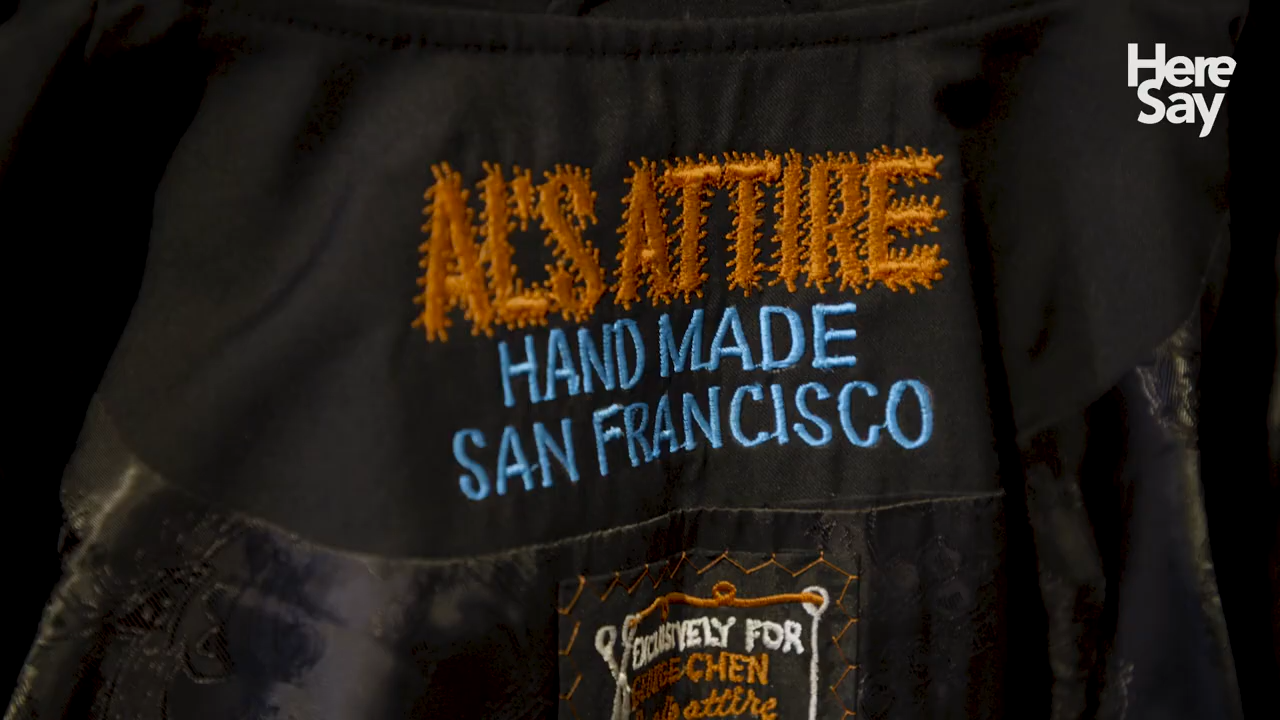 Here
Say
AL'S ATTIRE
HAND MADE
SAN FRANCISCO
EXCLUSIVELY FOR
CHEN
attire